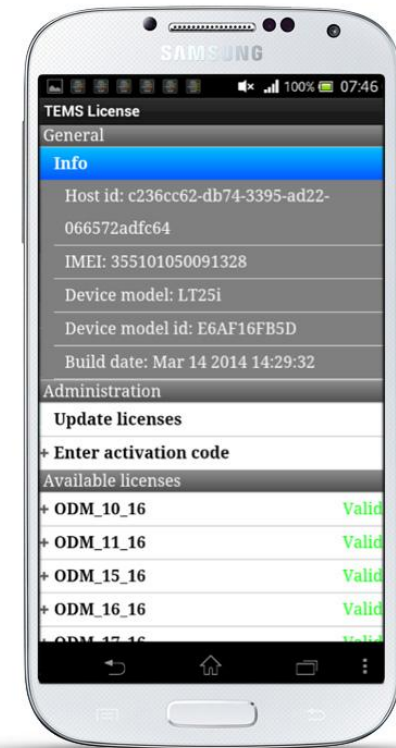 SAMSUNG
100% 07:46
TEMS License
General
Info
Host id: c236cc62-db74-3395-ad22-
066572adfc64
IMEI: 355101050091328
Device model: LT25i
Device model id: E6AF16FB5D
Build date: Mar 14 2014 14:29:32
Administration
Update licenses
+ Enter activation code
Available licenses
+ ODM_10_16 Valid
+ ODM_11_16 Valid
+ ODM_15_16 Valid
+ ODM_16_16 Valid
+ ODM_17_16 Valid